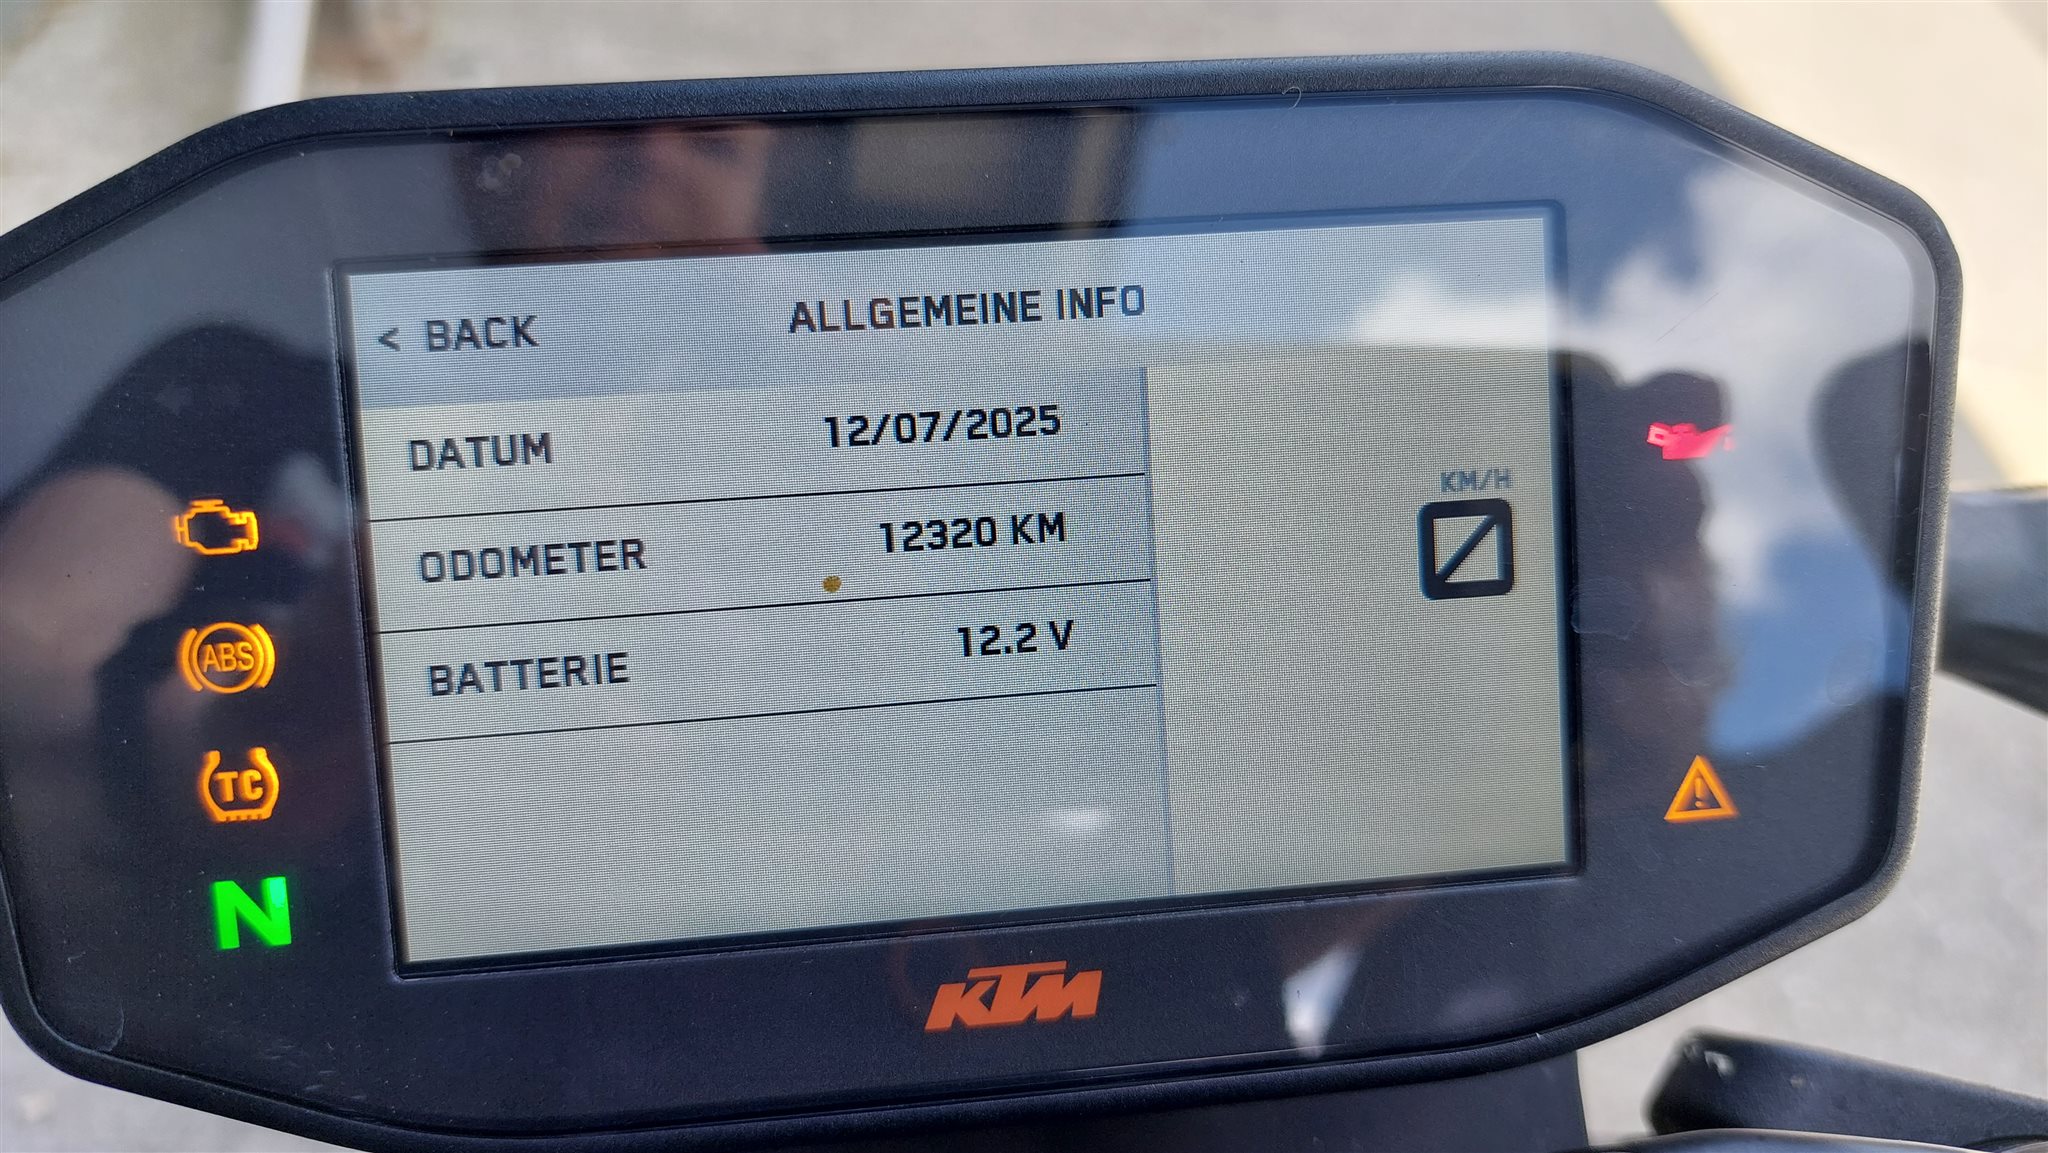 < BACK
ALLGEMEINE INFO
DATUM 12/07/2025
ODOMETER 12320 KM
BATTERIE 12.2 V
KM/H
ABS
TC
N
KTM